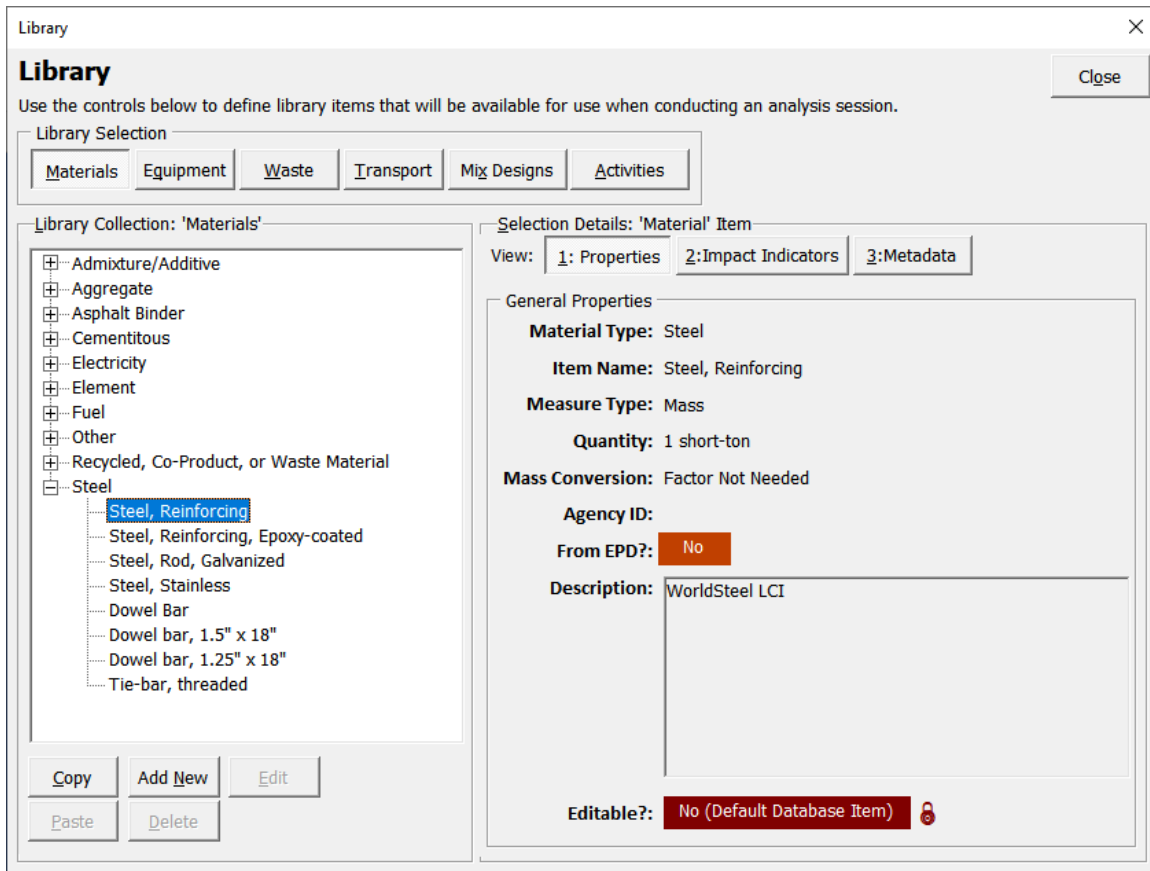 Library
Library
Close
Use the controls below to define library items that will be available for use when conducting an analysis session.
Library Selection
Materials Equipment Waste Transport Mix Designs Activities
Library Collection: 'Materials'
Admixture/Additive
Aggregate
Asphalt Binder
Cementitous
Electricity
Element
Fuel
Other
Recycled, Co-Product, or Waste Material
Steel
Steel, Reinforcing
Steel, Reinforcing, Epoxy-coated
Steel, Rod, Galvanized
Steel, Stainless
Dowel Bar
Dowel bar, 1.5" x 18"
Dowel bar, 1.25" x 18"
Tie-bar, threaded
Copy Add New Edit
Paste Delete
Selection Details: 'Material' Item
View: 1: Properties 2:Impact Indicators 3:Metadata
General Properties
Material Type: Steel
Item Name: Steel, Reinforcing
Measure Type: Mass
Quantity: 1 short-ton
Mass Conversion: Factor Not Needed
Agency ID:
From EPD?: No
Description: WorldSteel LCI
Editable?: No (Default Database Item)